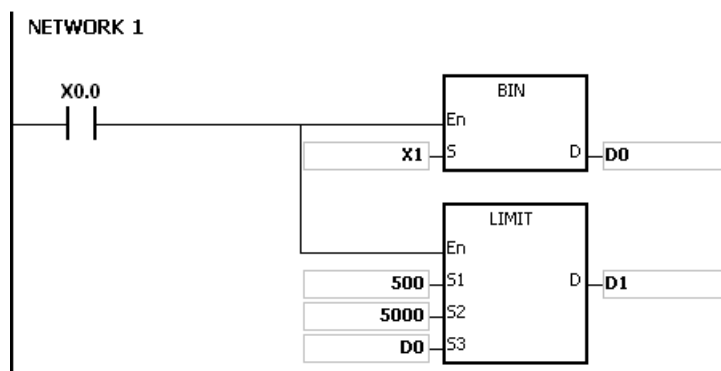 NETWORK 1
X0.0
BIN
En
X1 S D D0
LIMIT
En
500 S1 D D1
5000 S2
D0 S3